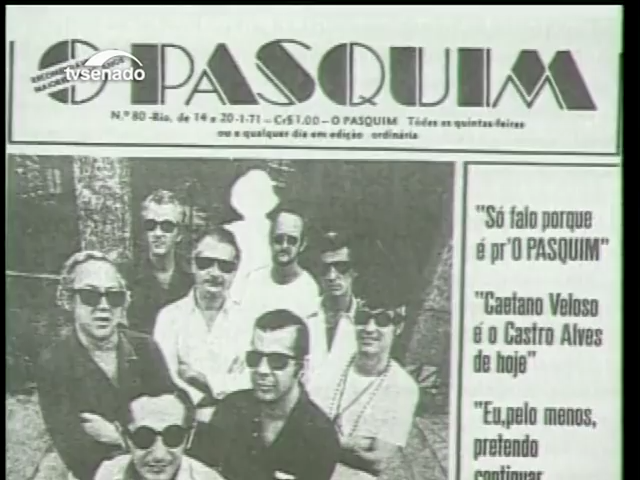 O PASQUIM
tvsenado
N.º 80 -Rio, de 14 a 20-1-71 - Cr$ 1,00 - O PASQUIM Tôdas as quintas-feiras
ou a qualquer dia em edição ordinária
"Só falo porque
é pr'O PASQUIM"
"Caetano Veloso
é o Castro Alves
de hoje"
"Eu,pelo menos,
pretendo
continuar